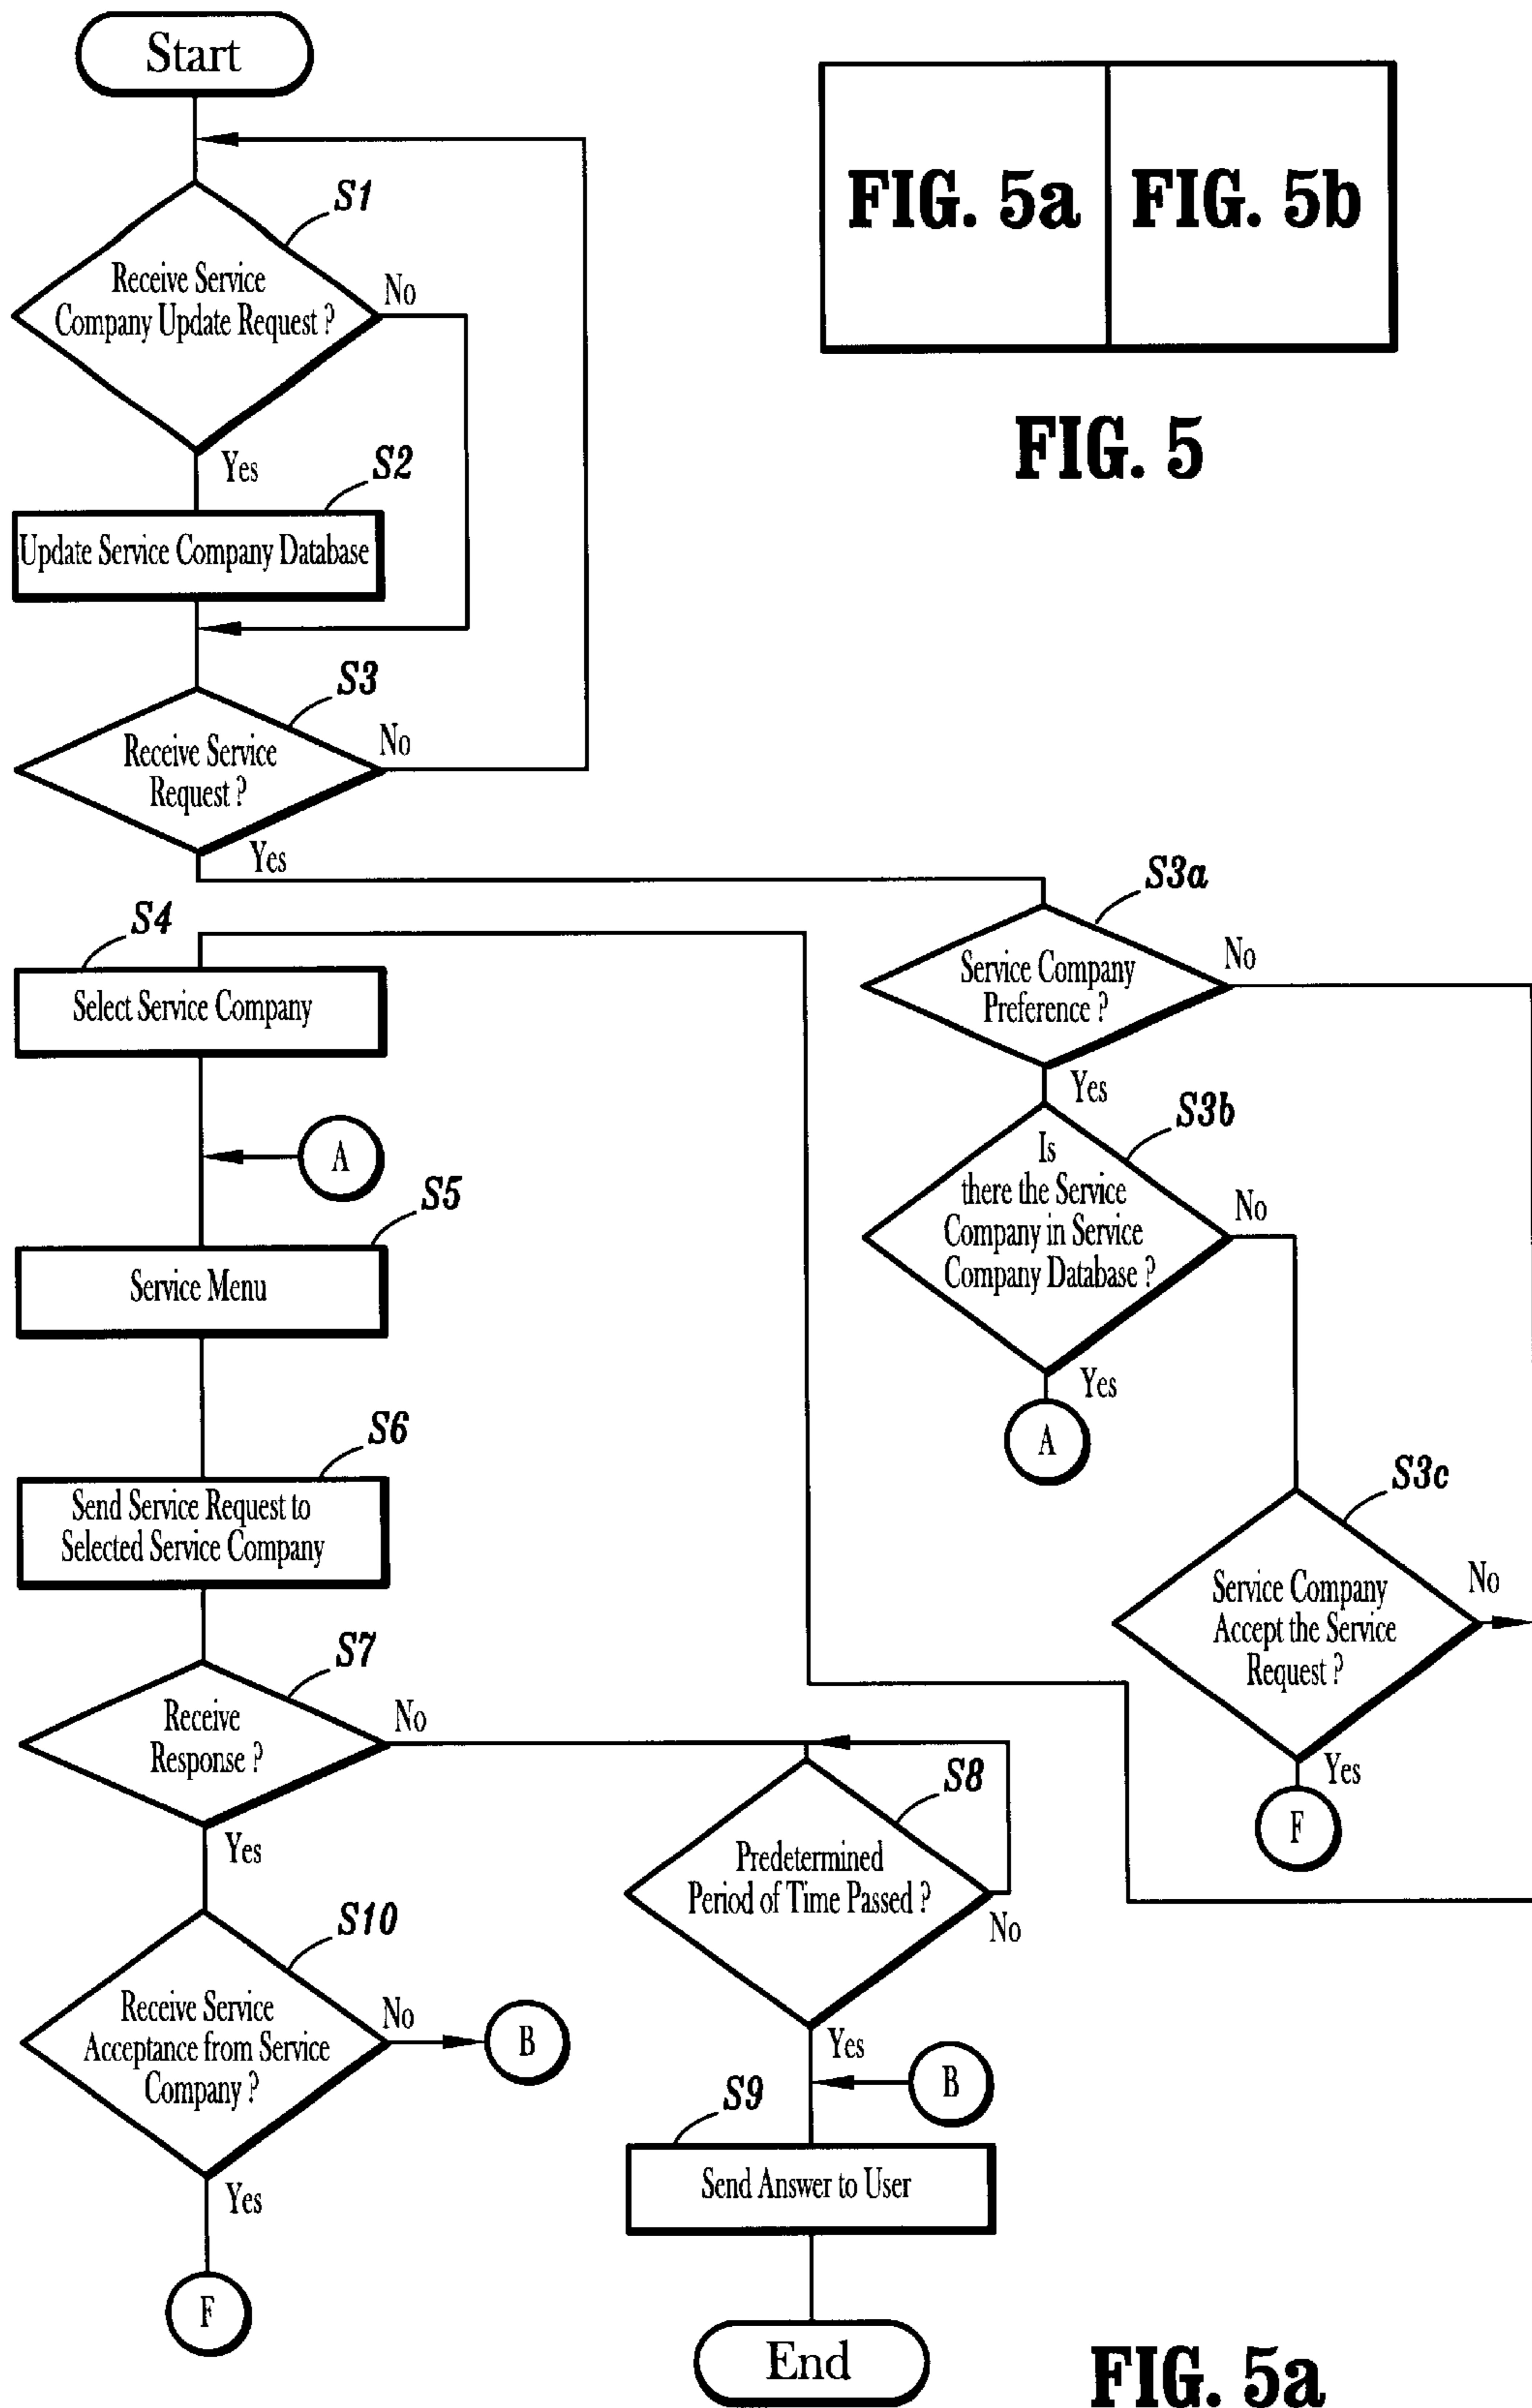 Start
FIG. 5a
FIG. 5b
FIG. 5
S1
Receive Service
Company Update Request ?
No
Yes
S2
Update Service Company Database
S3
Receive Service
Request ?
No
Yes
S3a
Service Company
Preference ?
No
Yes
S4
Select Service Company
A
S3b
Is
there the Service
Company in Service
Company Database ?
No
Yes
A
S5
Service Menu
S6
Send Service Request to
Selected Service Company
S3c
Service Company
Accept the Service
Request ?
No
Yes
F
S7
Receive
Response ?
No
Yes
S8
Predetermined
Period of Time Passed ?
No
Yes
S10
Receive Service
Acceptance from Service
Company ?
No
B
Yes
F
B
S9
Send Answer to User
End
FIG. 5a